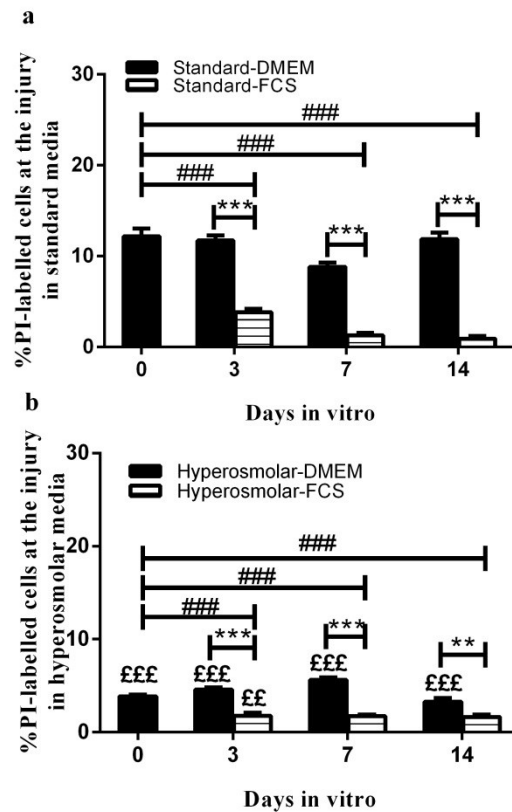 a
%PI-labelled cells at the injury
in standard media
30
20
10
0
Standard-DMEM
Standard-FCS
###
###
###
***
***
***
0 3 7 14
Days in vitro
b
%PI-labelled cells at the injury
in hyperosmolar media
30
20
10
0
Hyperosmolar-DMEM
Hyperosmolar-FCS
###
###
###
***
***
**
£££ £££ ££ £££ £££
0 3 7 14
Days in vitro